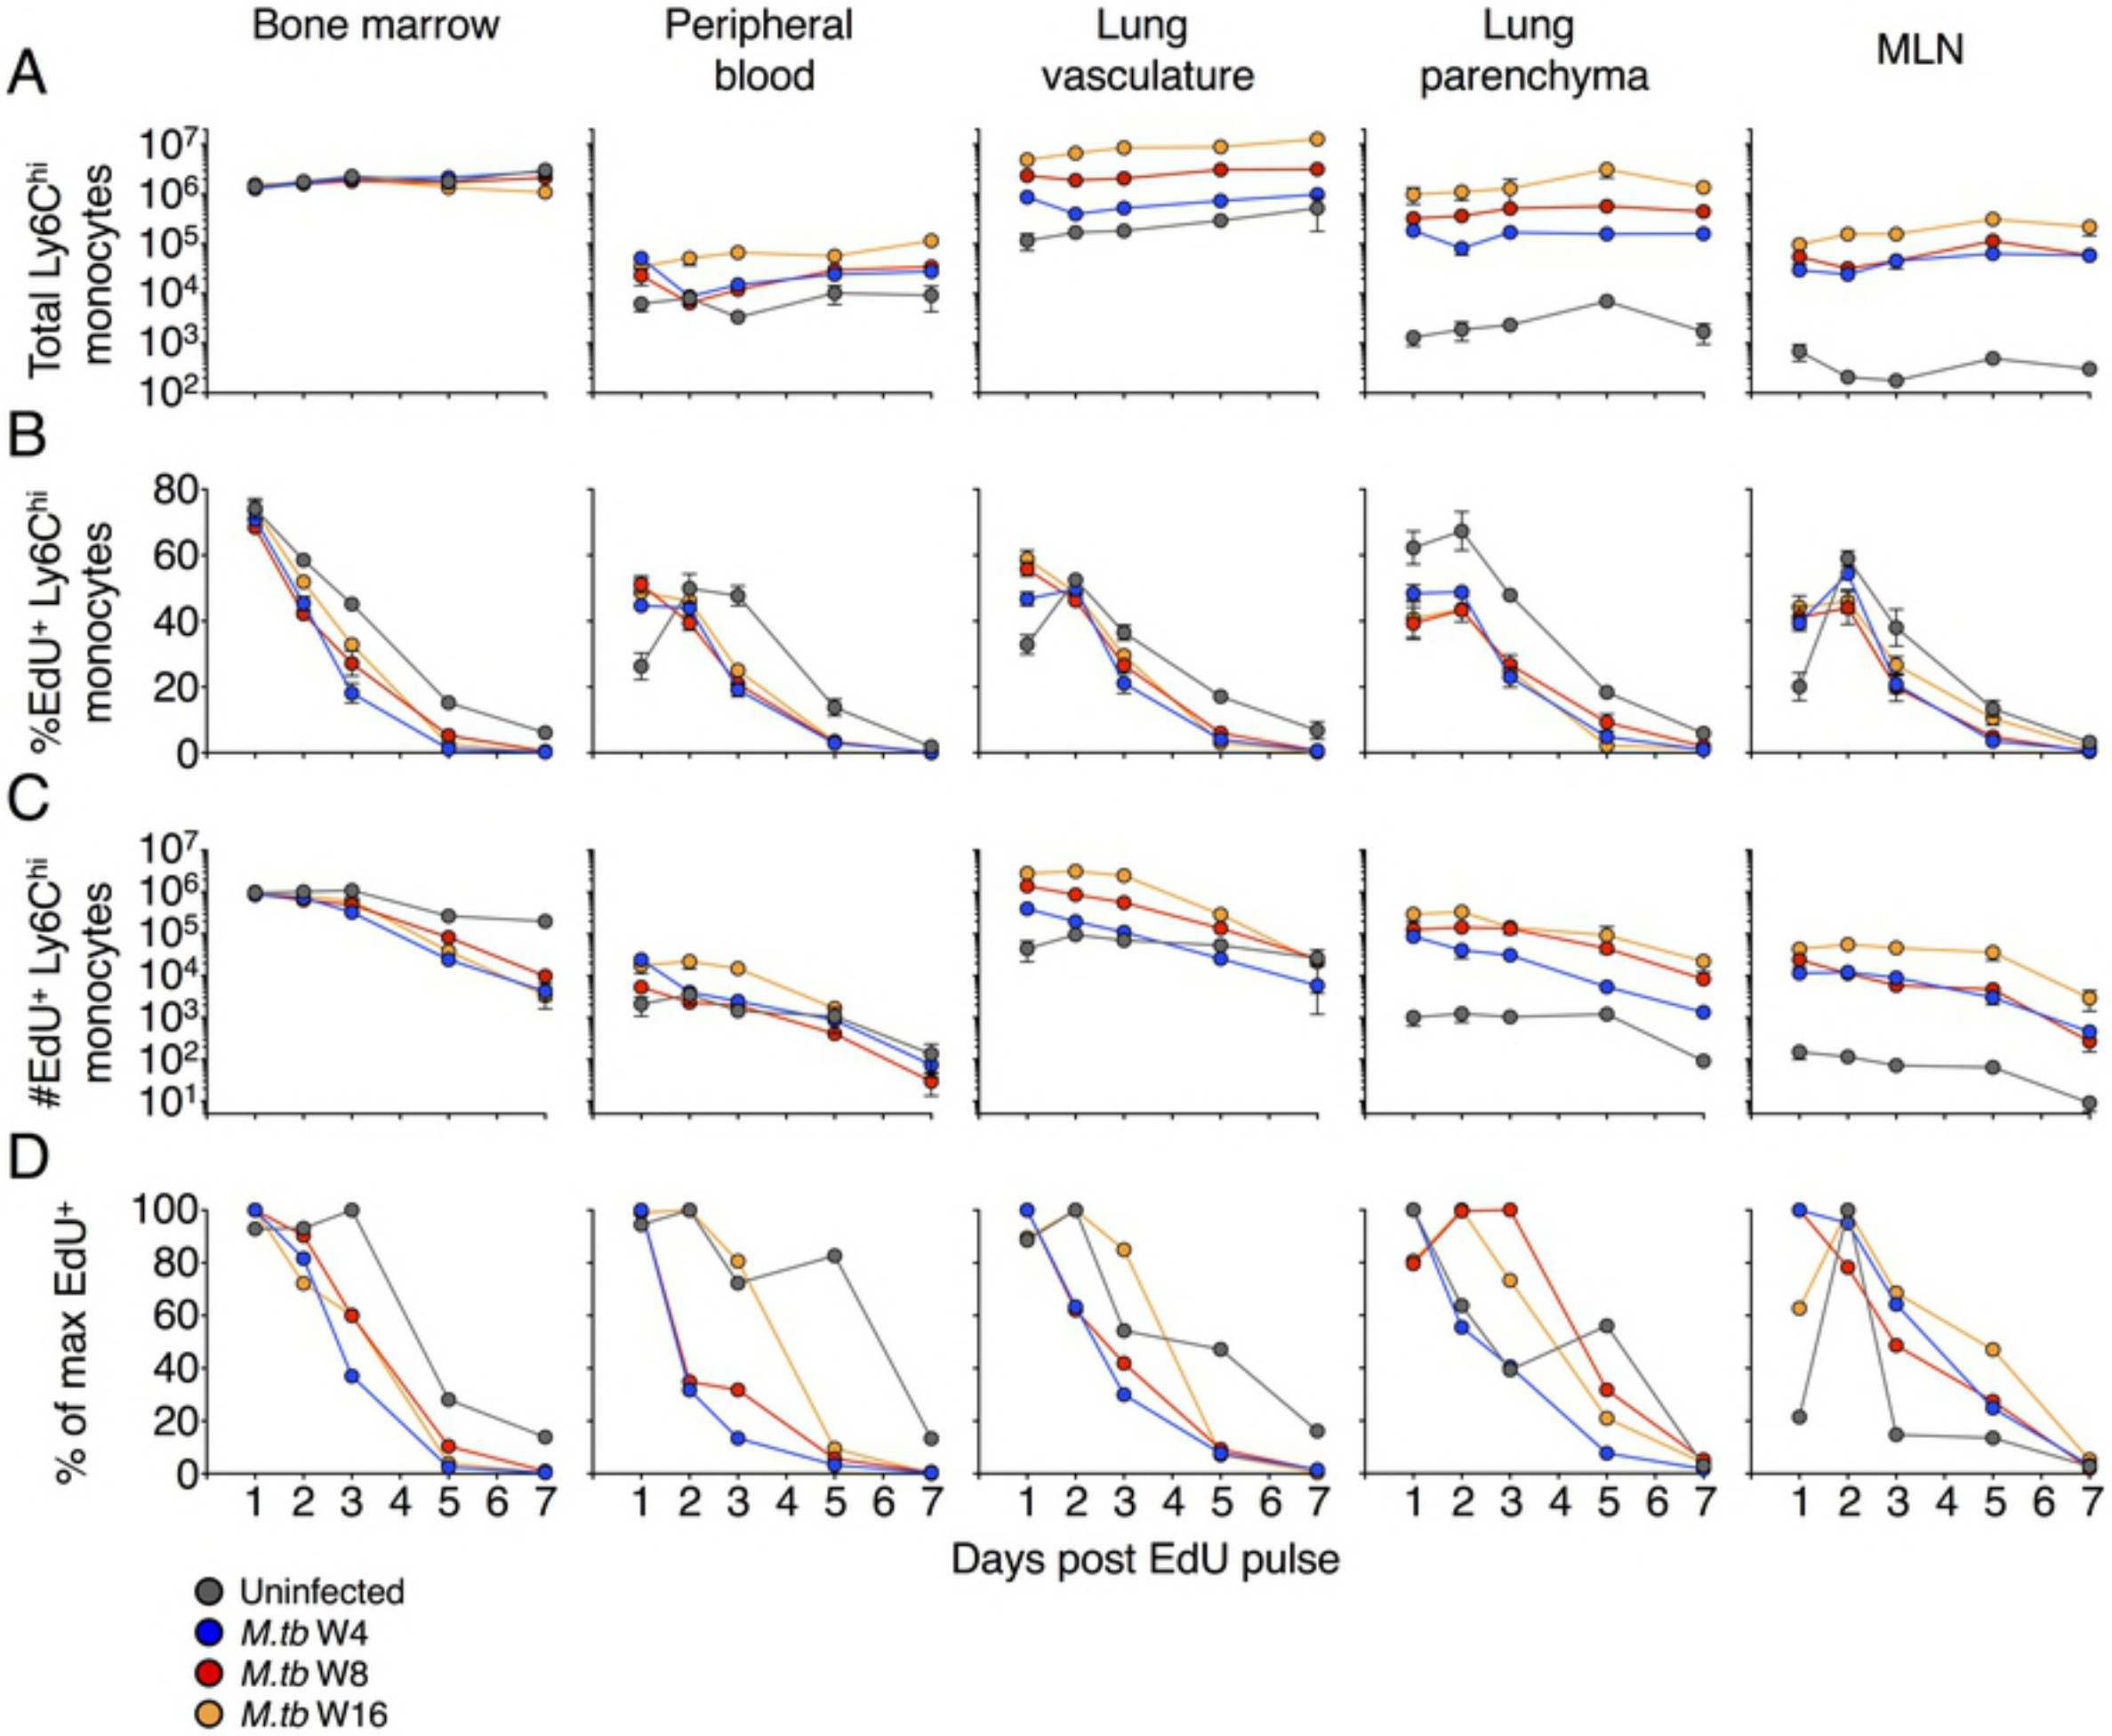 Bone marrow
Peripheral
blood
Lung
vasculature
Lung
parenchyma
MLN
A
Total Ly6Cʰⁱ
monocytes
10⁷
10⁶
10⁵
10⁴
10³
10²
B
%EdU⁺ Ly6Cʰⁱ
monocytes
80
60
40
20
0
C
#EdU⁺ Ly6Cʰⁱ
monocytes
10⁷
10⁶
10⁵
10⁴
10³
10²
10¹
D
% of max EdU⁺
100
80
60
40
20
0
1 2 3 4 5 6 7
1 2 3 4 5 6 7
1 2 3 4 5 6 7
1 2 3 4 5 6 7
1 2 3 4 5 6 7
Days post EdU pulse
Uninfected
M.tb W4
M.tb W8
M.tb W16